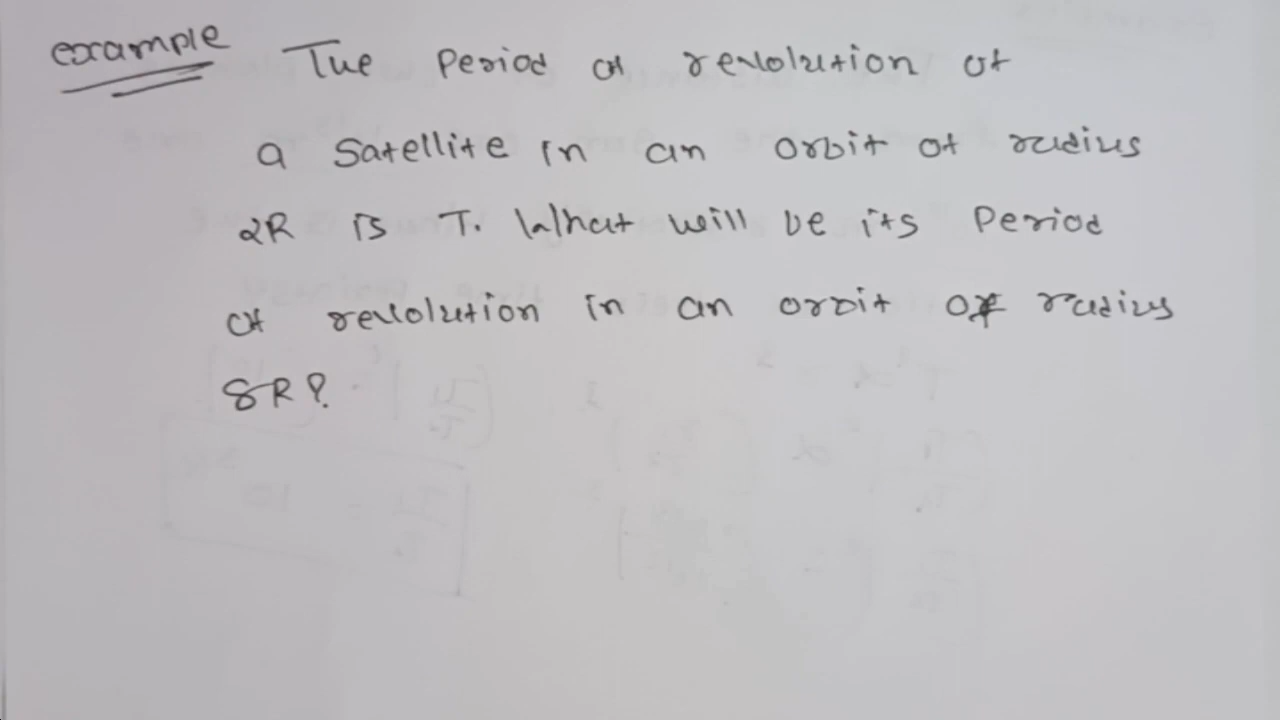 example The Period of revolution of
a Satellite in an orbit of radius
2R is T. What will be its Period
of revolution in an orbit of radius
8R?